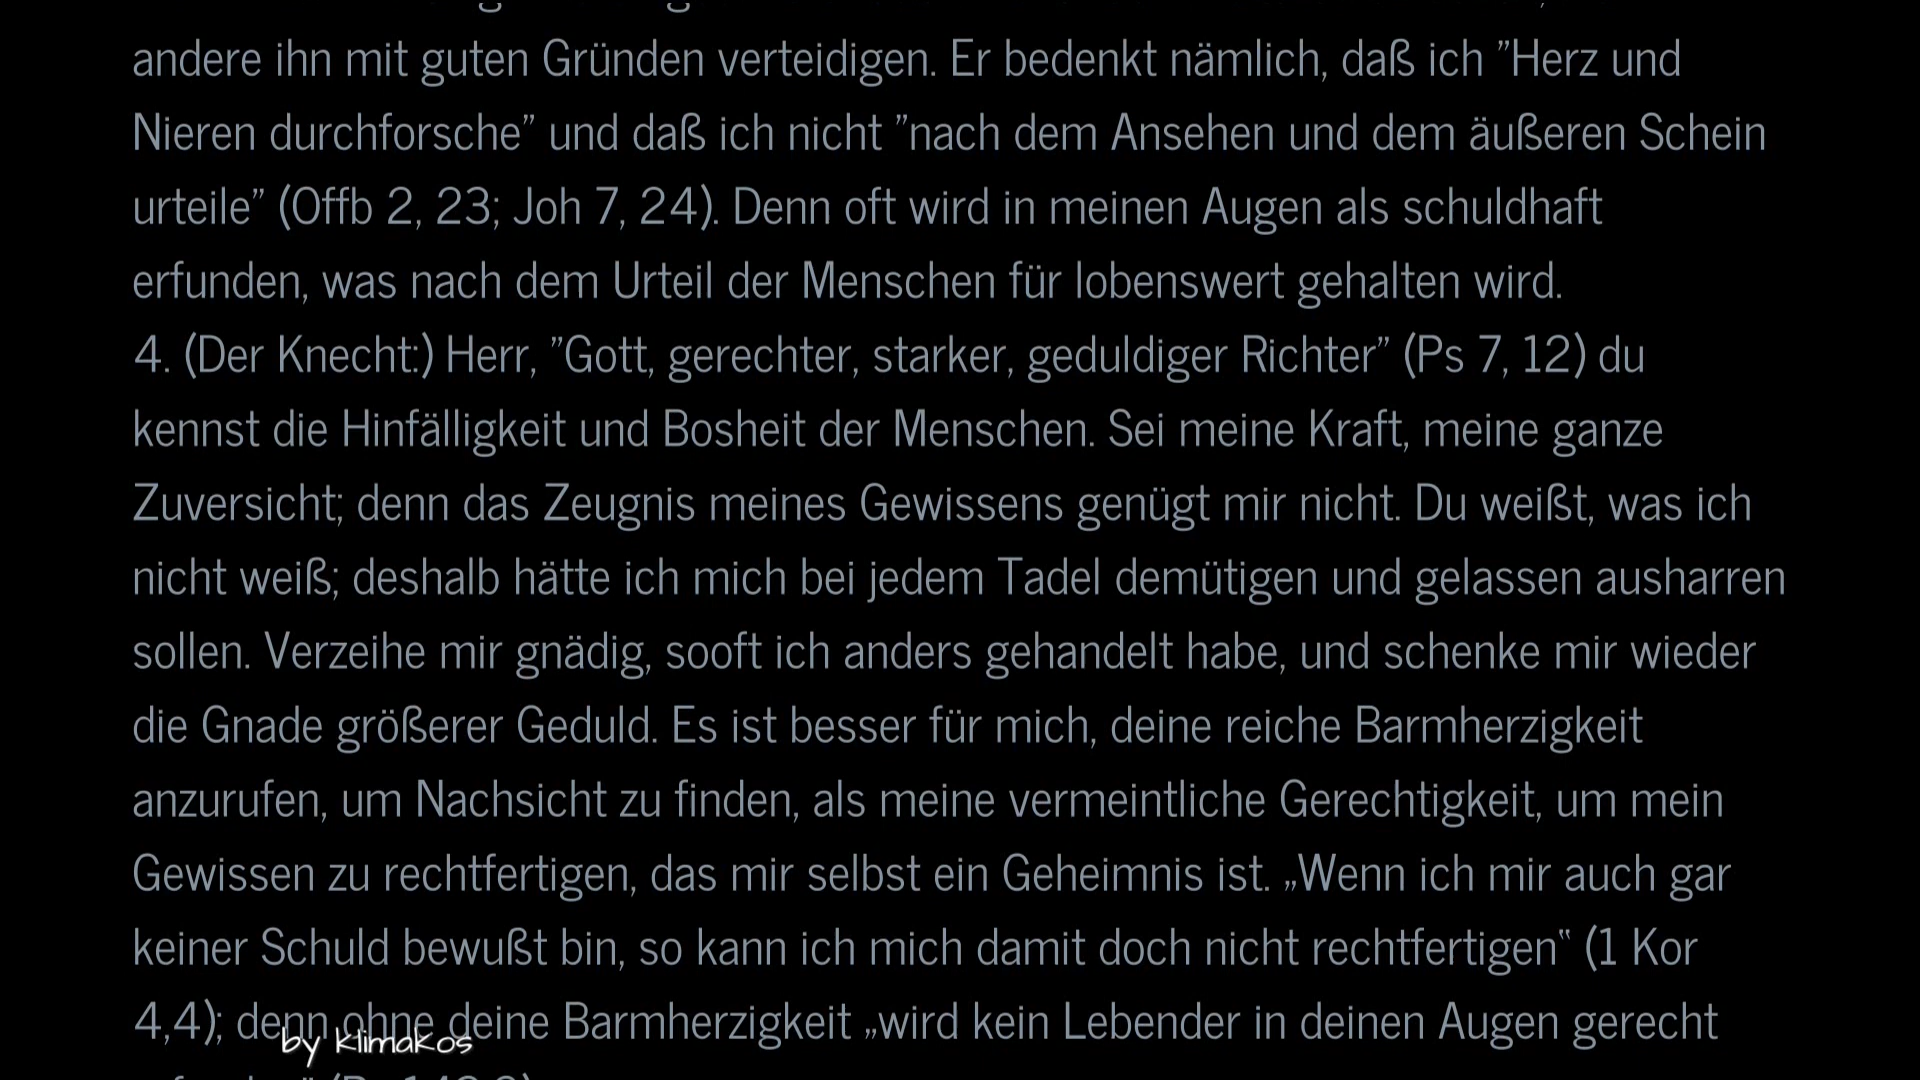 andere ihn mit guten Gründen verteidigen. Er bedenkt nämlich, daß ich ”Herz und
Nieren durchforsche” und daß ich nicht ”nach dem Ansehen und dem äußeren Schein
urteile” (Offb 2, 23; Joh 7, 24). Denn oft wird in meinen Augen als schuldhaft
erfunden, was nach dem Urteil der Menschen für lobenswert gehalten wird.
4. (Der Knecht:) Herr, ”Gott, gerechter, starker, geduldiger Richter” (Ps 7, 12) du
kennst die Hinfälligkeit und Bosheit der Menschen. Sei meine Kraft, meine ganze
Zuversicht; denn das Zeugnis meines Gewissens genügt mir nicht. Du weißt, was ich
nicht weiß; deshalb hätte ich mich bei jedem Tadel demütigen und gelassen ausharren
sollen. Verzeihe mir gnädig, sooft ich anders gehandelt habe, und schenke mir wieder
die Gnade größerer Geduld. Es ist besser für mich, deine reiche Barmherzigkeit
anzurufen, um Nachsicht zu finden, als meine vermeintliche Gerechtigkeit, um mein
Gewissen zu rechtfertigen, das mir selbst ein Geheimnis ist. „Wenn ich mir auch gar
keiner Schuld bewußt bin, so kann ich mich damit doch nicht rechtfertigen‟ (1 Kor
4,4); denn ohne deine Barmherzigkeit „wird kein Lebender in deinen Augen gerecht
by klimakos